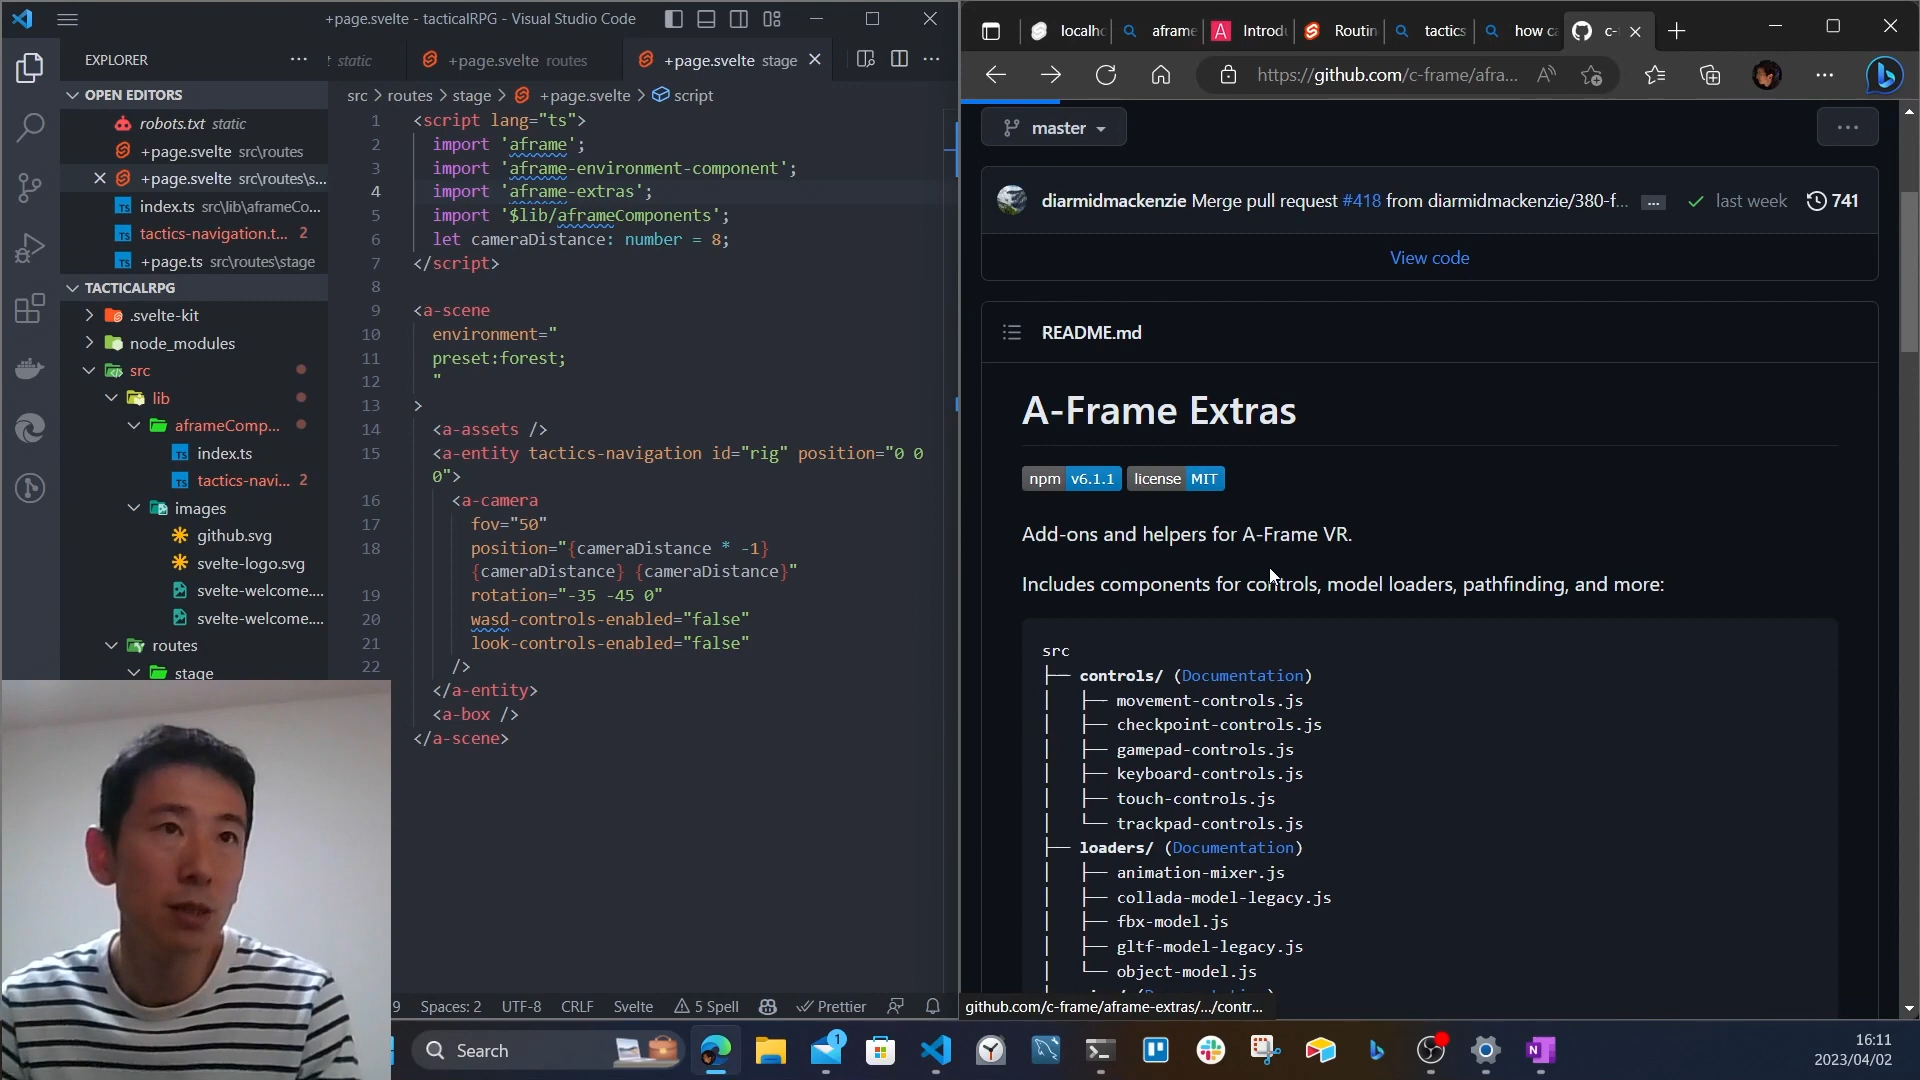 +page.svelte - tacticalRPG - Visual Studio Code
EXPLORER
static
+page.svelte routes
+page.svelte stage
OPEN EDITORS
robots.txt static
+page.svelte src\routes
+page.svelte src\routes\s...
index.ts src\lib\aframeCo...
tactics-navigation.t... 2
+page.ts src\routes\stage
TACTICALRPG
.svelte-kit
node_modules
src
lib
aframeComp...
index.ts
tactics-navi... 2
images
github.svg
svelte-logo.svg
svelte-welcome....
svelte-welcome....
routes
stage
src > routes > stage > +page.svelte > script
1 <script lang="ts">
2 import 'aframe';
3 import 'aframe-environment-component';
4 import 'aframe-extras';
5 import '$lib/aframeComponents';
6 let cameraDistance: number = 8;
7 </script>
8
9 <a-scene
10 environment="
11 preset:forest;
12 "
13 >
14 <a-assets />
15 <a-entity tactics-navigation id="rig" position="0 0
0">
16 <a-camera
17 fov="50"
18 position="{cameraDistance * -1}
{cameraDistance} {cameraDistance}"
19 rotation="-35 -45 0"
20 wasd-controls-enabled="false"
21 look-controls-enabled="false"
22 />
</a-entity>
<a-box />
</a-scene>
9 Spaces: 2 UTF-8 CRLF Svelte 5 Spell Prettier
localhc
aframe
Introdu
Routin
tactics
how ca
c-
https://github.com/c-frame/afra...
master
diarmidmackenzie Merge pull request #418 from diarmidmackenzie/380-f... ... last week 741
View code
README.md
A-Frame Extras
npm v6.1.1 license MIT
Add-ons and helpers for A-Frame VR.
Includes components for controls, model loaders, pathfinding, and more:
src
├── controls/ (Documentation)
│ ├── movement-controls.js
│ ├── checkpoint-controls.js
│ ├── gamepad-controls.js
│ ├── keyboard-controls.js
│ ├── touch-controls.js
│ └── trackpad-controls.js
├── loaders/ (Documentation)
│ ├── animation-mixer.js
│ ├── collada-model-legacy.js
│ ├── fbx-model.js
│ ├── gltf-model-legacy.js
│ └── object-model.js
github.com/c-frame/aframe-extras/.../contr...
Search
1
16:11
2023/04/02